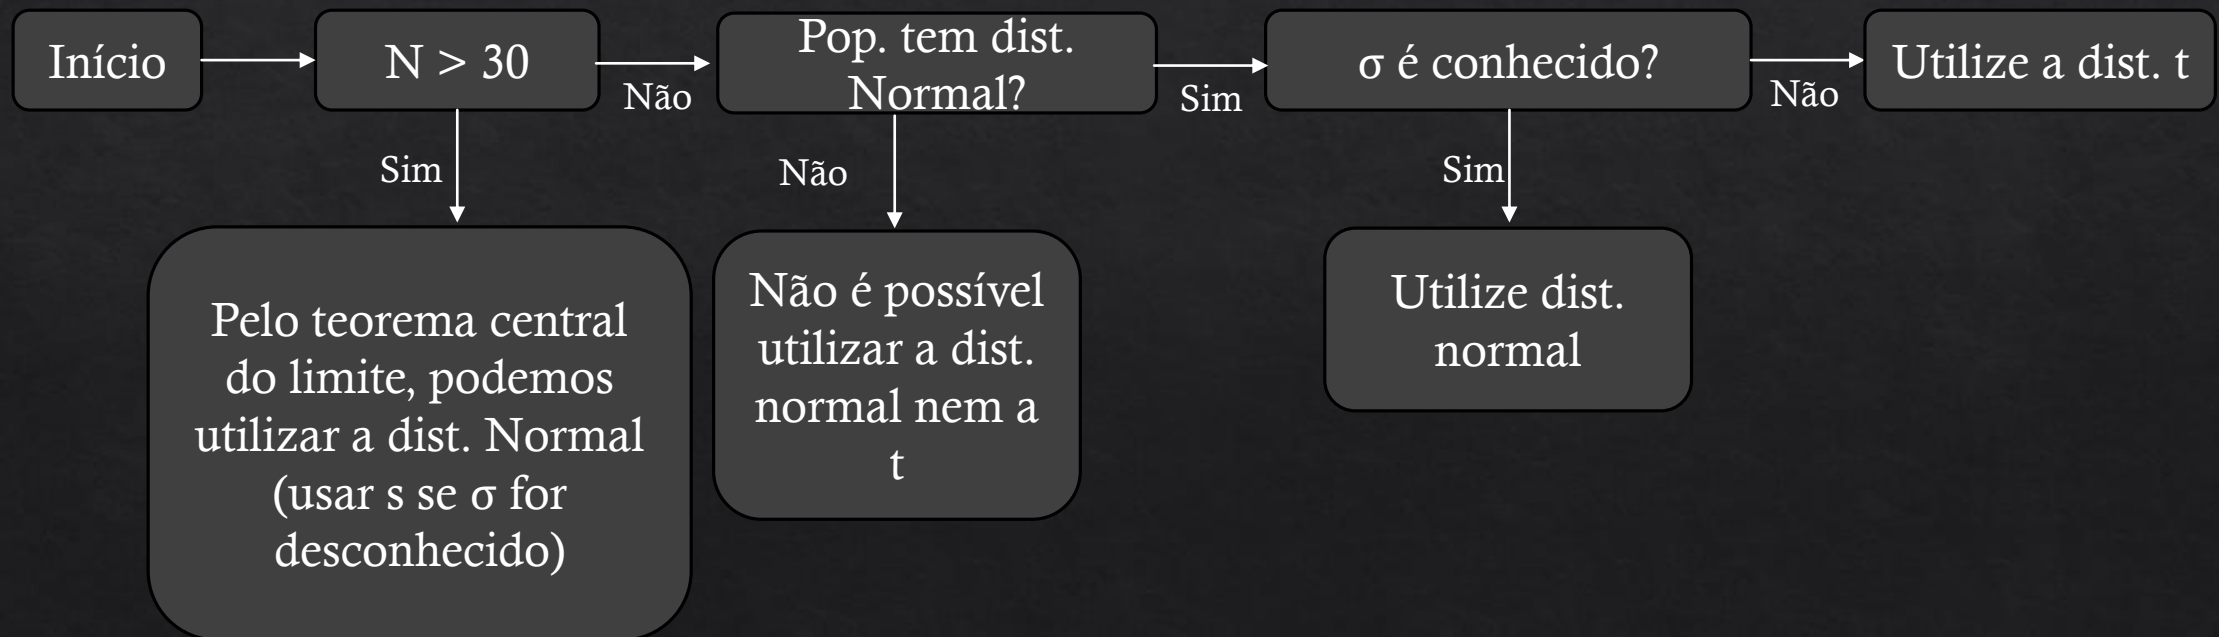 Início
N > 30
Não
Pop. tem dist.
Normal?
Sim
σ é conhecido?
Não
Utilize a dist. t
Sim
Não
Sim
Pelo teorema central
do limite, podemos
utilizar a dist. Normal
(usar s se σ for
desconhecido)
Não é possível
utilizar a dist.
normal nem a
t
Utilize dist.
normal